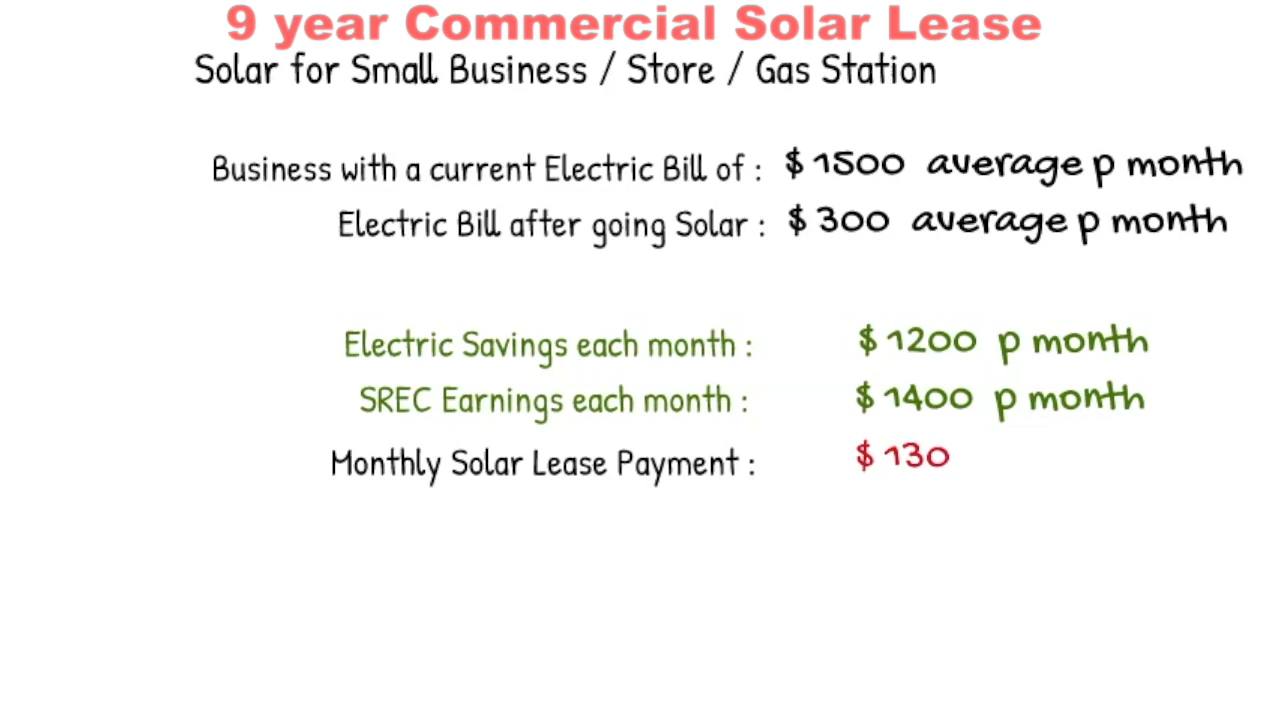 9 year Commercial Solar Lease
Solar for Small Business / Store / Gas Station
Business with a current Electric Bill of : $ 1500 average p month
Electric Bill after going Solar : $ 300 average p month
Electric Savings each month : $ 1200 p month
SREC Earnings each month : $ 1400 p month
Monthly Solar Lease Payment : $ 130